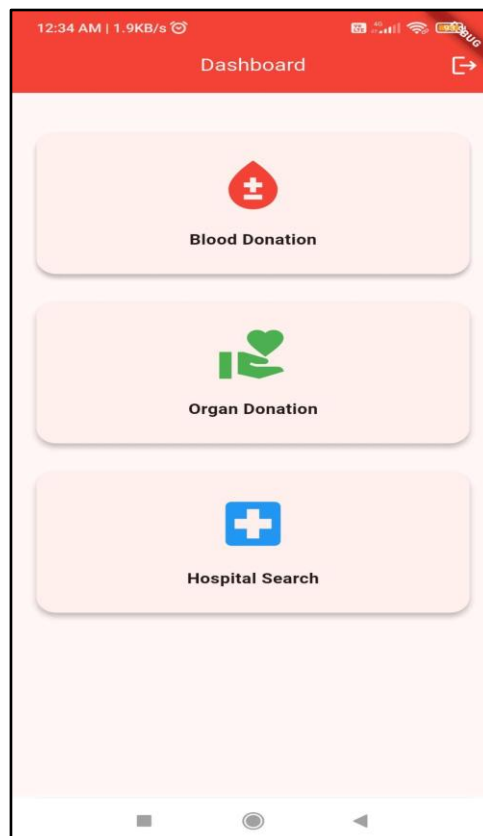 12:34 AM | 1.9KB/s
Dashboard
Blood Donation
Organ Donation
Hospital Search